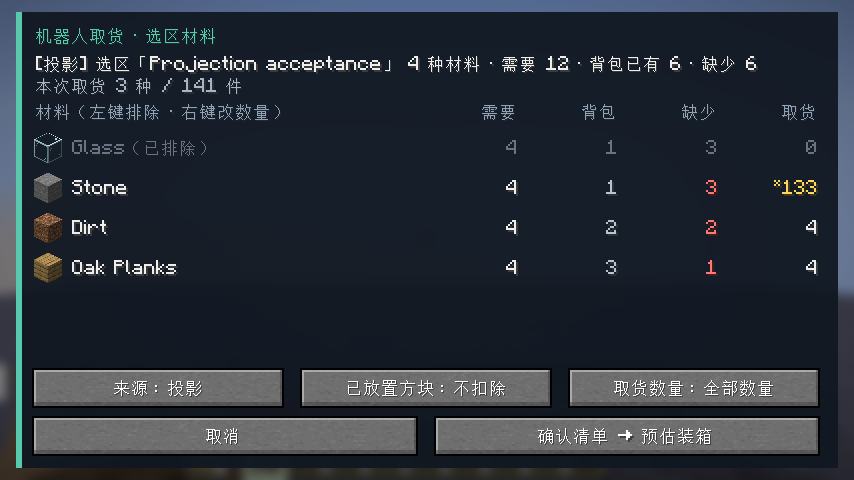 机器人取货 · 选区材料
[投影] 选区「Projection acceptance」 4 种材料 · 需要 12 · 背包已有 6 · 缺少 6
本次取货 3 种 / 141 件
材料（左键排除 · 右键改数量） 需要 背包 缺少 取货
Glass（已排除） 4 1 3 0
Stone 4 1 3 *133
Dirt 4 2 2 4
Oak Planks 4 3 1 4
来源：投影 已放置方块：不扣除 取货数量：全部数量
取消 确认清单 → 预估装箱